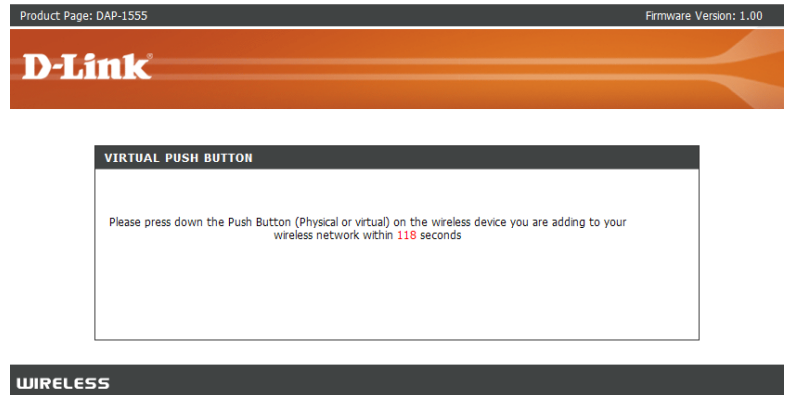 Product Page: DAP-1555 Firmware Version: 1.00
D-Link®
VIRTUAL PUSH BUTTON
Please press down the Push Button (Physical or virtual) on the wireless device you are adding to your
wireless network within 118 seconds
WIRELESS